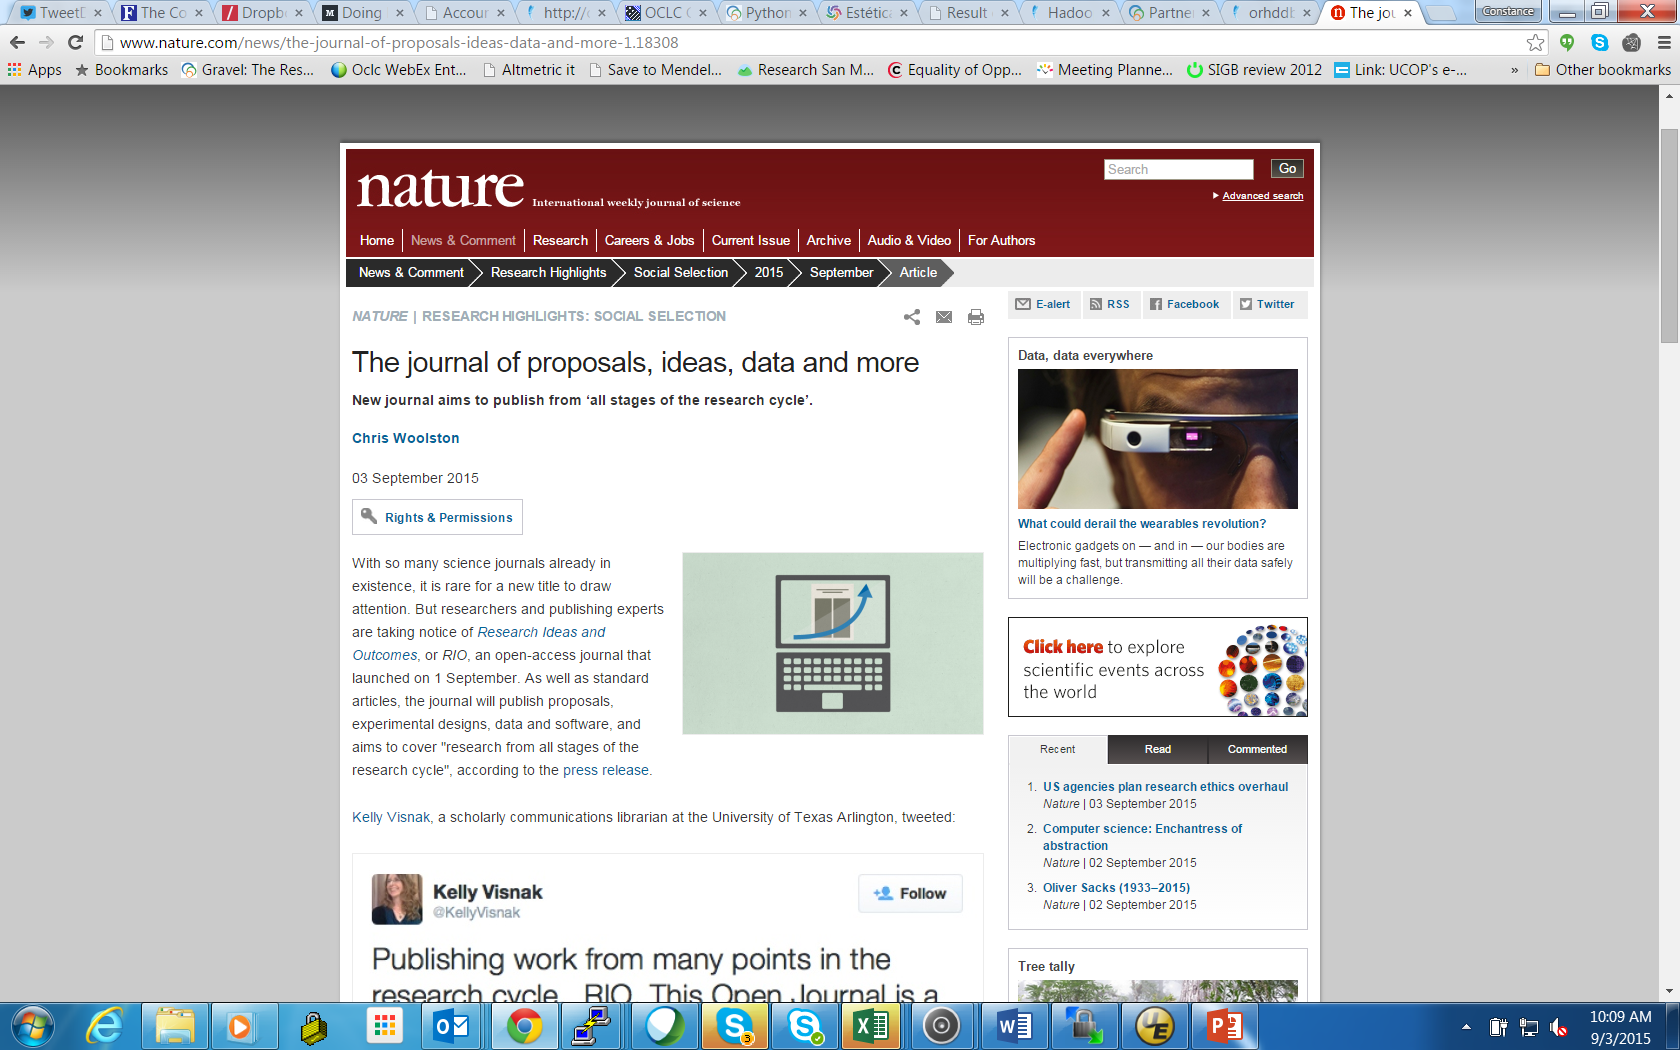 TweetD
The Co
Dropb
Doing
Accour
http://
OCLC
Python
Estética
Result
Hadoo
Partner
orhddb
The jou
Constance
www.nature.com/news/the-journal-of-proposals-ideas-data-and-more-1.18308
Apps
Bookmarks
Gravel: The Res...
Oclc WebEx Ent...
Altmetric it
Save to Mendel...
Research San M...
Equality of Opp...
Meeting Planne...
SIGB review 2012
Link: UCOP's e-...
»
Other bookmarks
nature International weekly journal of science
Search
Go
Advanced search
Home
News & Comment
Research
Careers & Jobs
Current Issue
Archive
Audio & Video
For Authors
News & Comment
Research Highlights
Social Selection
2015
September
Article
NATURE | RESEARCH HIGHLIGHTS: SOCIAL SELECTION
The journal of proposals, ideas, data and more
New journal aims to publish from ‘all stages of the research cycle’.
Chris Woolston
03 September 2015
Rights & Permissions
With so many science journals already in
existence, it is rare for a new title to draw
attention. But researchers and publishing experts
are taking notice of Research Ideas and
Outcomes, or RIO, an open-access journal that
launched on 1 September. As well as standard
articles, the journal will publish proposals,
experimental designs, data and software, and
aims to cover "research from all stages of the
research cycle", according to the press release.
Kelly Visnak, a scholarly communications librarian at the University of Texas Arlington, tweeted:
Kelly Visnak
@KellyVisnak
Follow
Publishing work from many points in the
research cycle RIO This Open Journal is a
E-alert
RSS
Facebook
Twitter
Data, data everywhere
What could derail the wearables revolution?
Electronic gadgets on — and in — our bodies are
multiplying fast, but transmitting all their data safely
will be a challenge.
Click here to explore
scientific events across
the world
Recent
Read
Commented
1. US agencies plan research ethics overhaul
Nature | 03 September 2015
2. Computer science: Enchantress of
abstraction
Nature | 02 September 2015
3. Oliver Sacks (1933–2015)
Nature | 02 September 2015
Tree tally
10:09 AM
9/3/2015